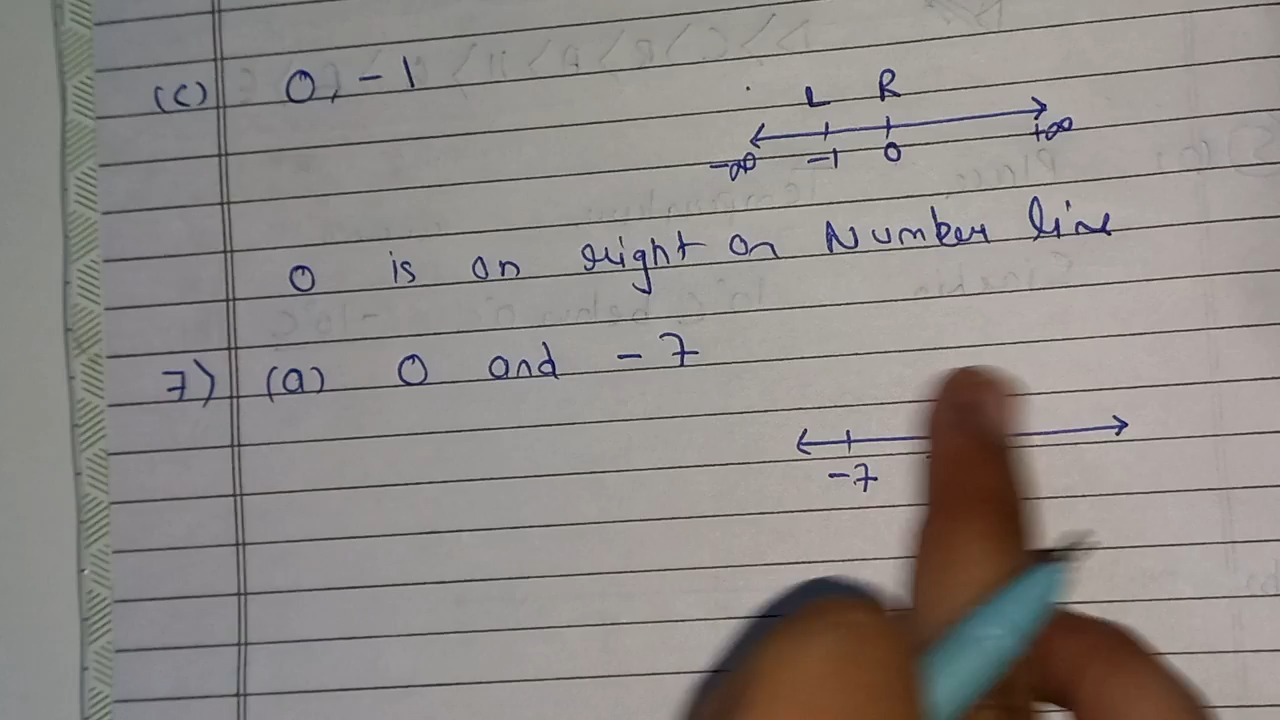 (c) 0, -1
L R
-∞ -1 0 +∞
0 is on right on Number line
7) (a) 0 and -7
-7